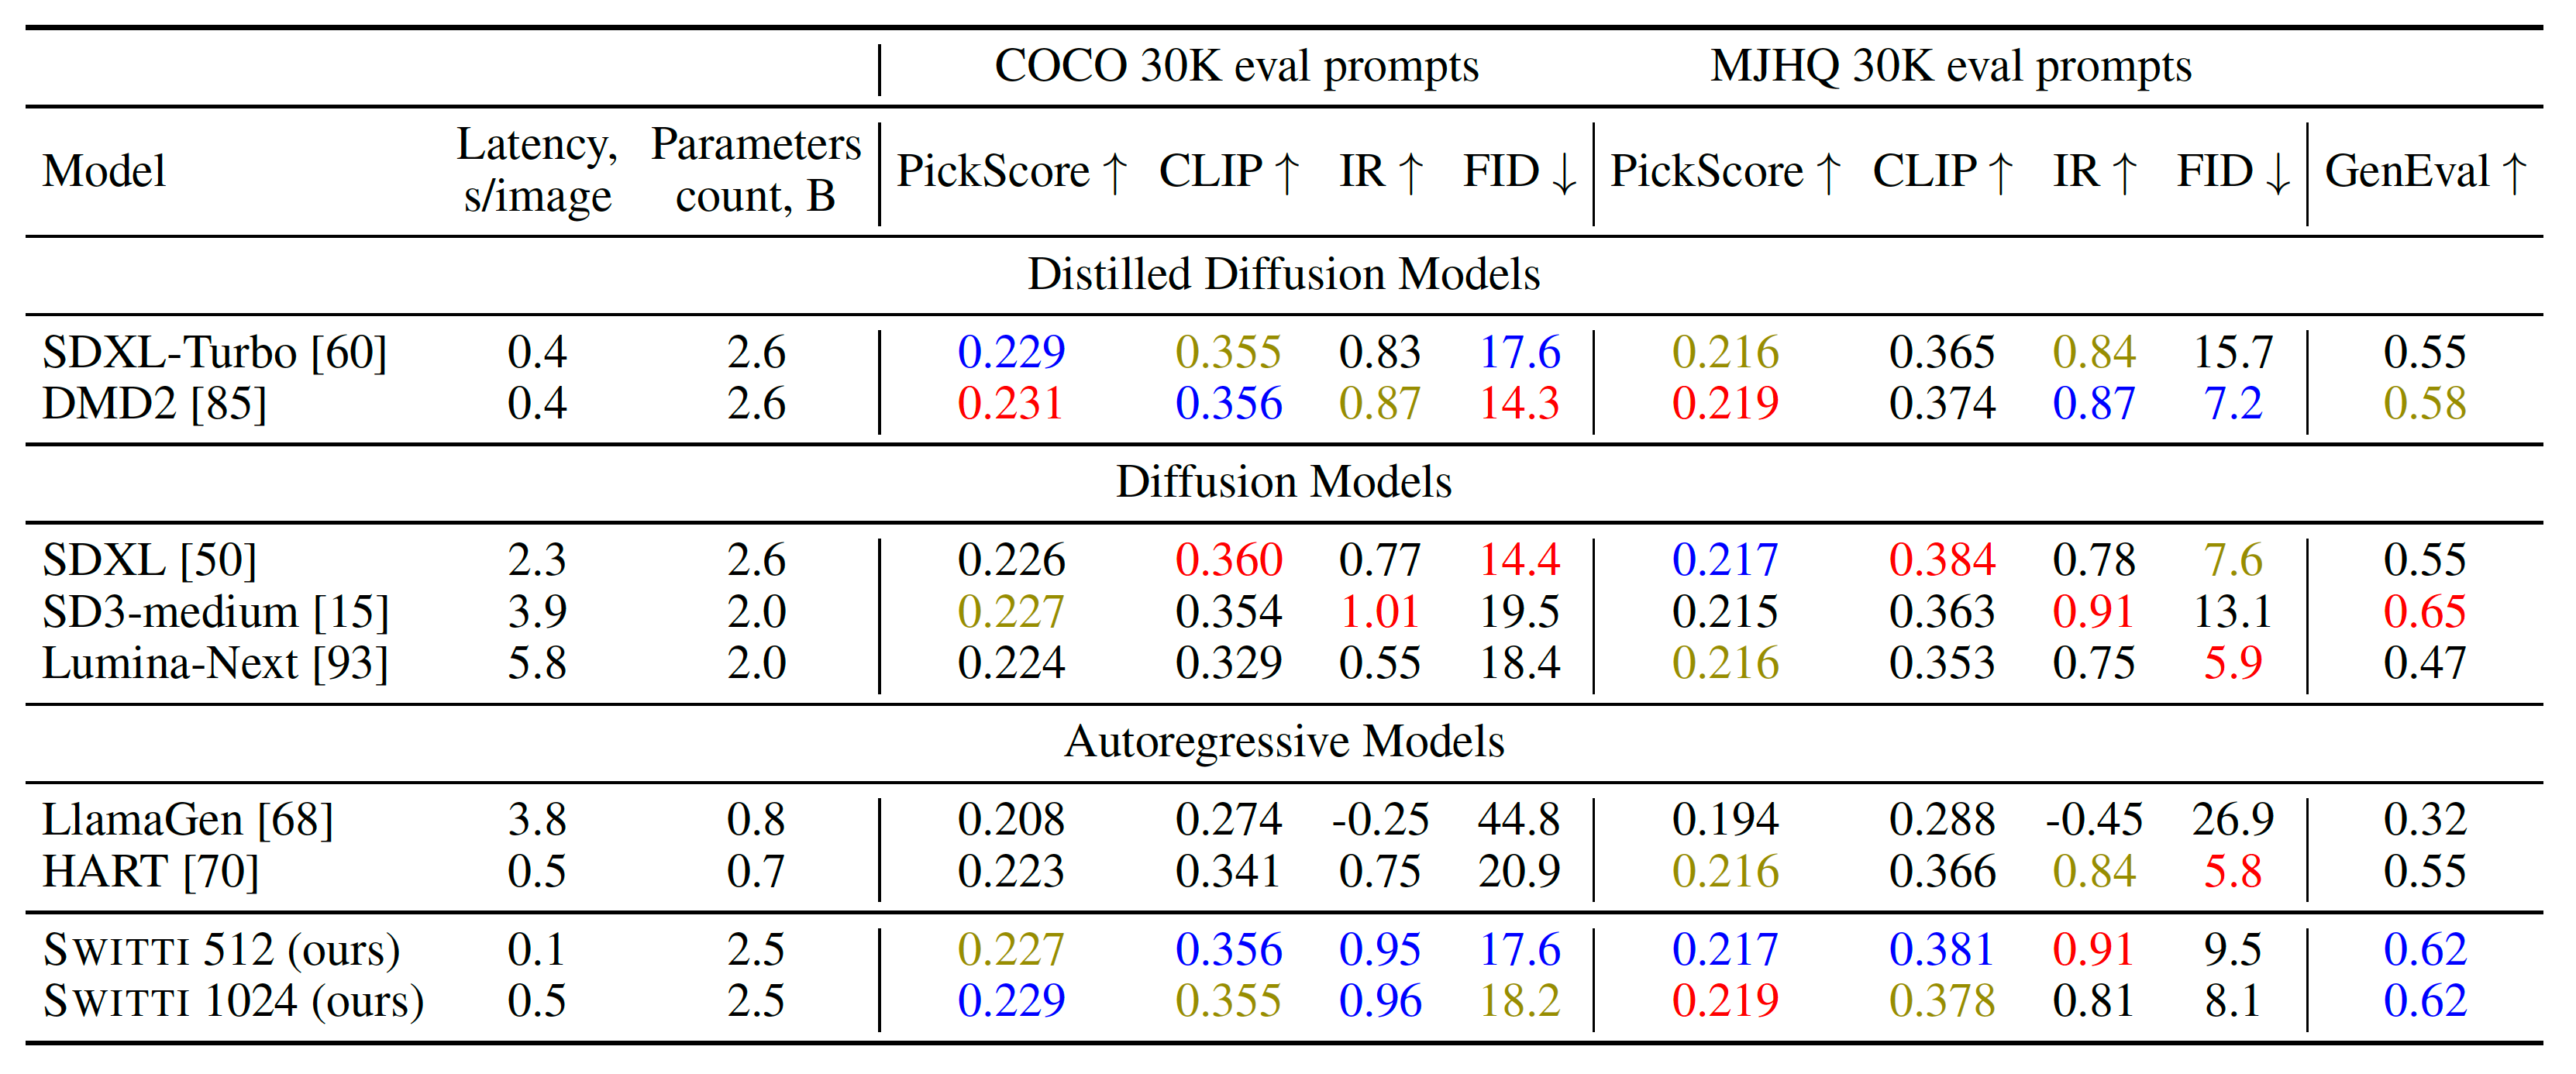 COCO 30K eval prompts MJHQ 30K eval prompts
Model Latency, s/image Parameters count, B PickScore ↑ CLIP ↑ IR ↑ FID ↓ PickScore ↑ CLIP ↑ IR ↑ FID ↓ GenEval ↑
Distilled Diffusion Models
SDXL-Turbo [60] 0.4 2.6 0.229 0.355 0.83 17.6 0.216 0.365 0.84 15.7 0.55
DMD2 [85] 0.4 2.6 0.231 0.356 0.87 14.3 0.219 0.374 0.87 7.2 0.58
Diffusion Models
SDXL [50] 2.3 2.6 0.226 0.360 0.77 14.4 0.217 0.384 0.78 7.6 0.55
SD3-medium [15] 3.9 2.0 0.227 0.354 1.01 19.5 0.215 0.363 0.91 13.1 0.65
Lumina-Next [93] 5.8 2.0 0.224 0.329 0.55 18.4 0.216 0.353 0.75 5.9 0.47
Autoregressive Models
LlamaGen [68] 3.8 0.8 0.208 0.274 -0.25 44.8 0.194 0.288 -0.45 26.9 0.32
HART [70] 0.5 0.7 0.223 0.341 0.75 20.9 0.216 0.366 0.84 5.8 0.55
SWITTI 512 (ours) 0.1 2.5 0.227 0.356 0.95 17.6 0.217 0.381 0.91 9.5 0.62
SWITTI 1024 (ours) 0.5 2.5 0.229 0.355 0.96 18.2 0.219 0.378 0.81 8.1 0.62